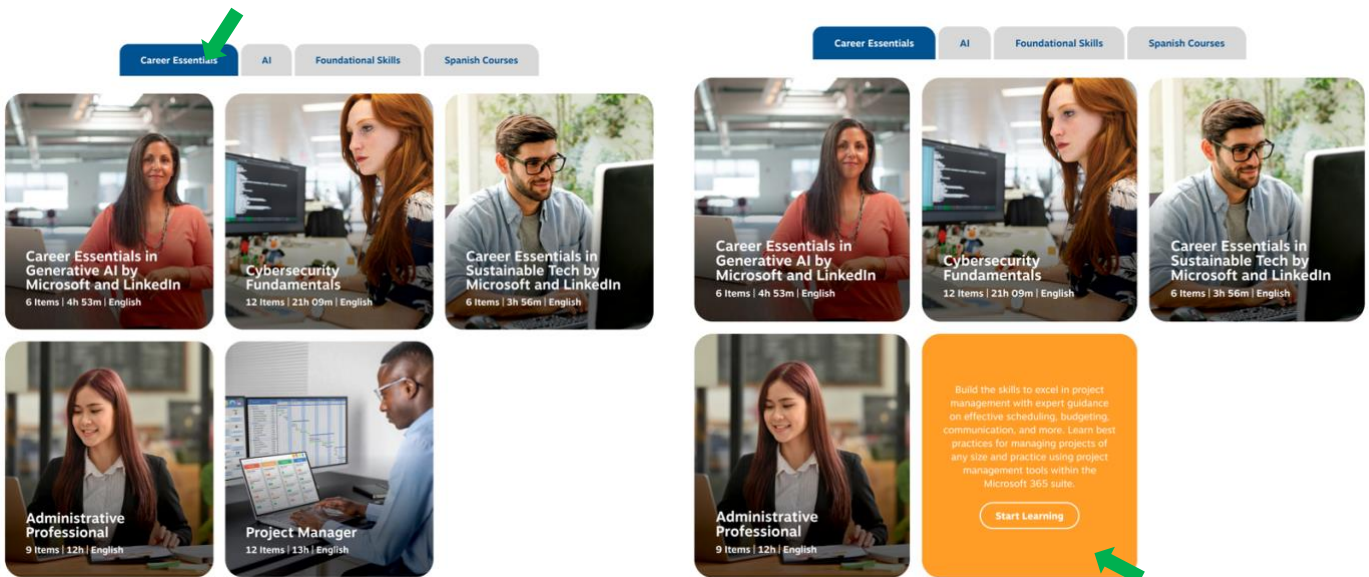 Career Essentials
AI
Foundational Skills
Spanish Courses
Career Essentials in
Generative AI by
Microsoft and LinkedIn
6 Items | 4h 53m | English
Cybersecurity
Fundamentals
12 Items | 21h 09m | English
Career Essentials in
Sustainable Tech by
Microsoft and LinkedIn
6 Items | 3h 56m | English
Administrative
Professional
9 Items | 12h | English
Project Manager
12 Items | 13h | English
Career Essentials
AI
Foundational Skills
Spanish Courses
Career Essentials in
Generative AI by
Microsoft and LinkedIn
6 Items | 4h 53m | English
Cybersecurity
Fundamentals
12 Items | 21h 09m | English
Career Essentials in
Sustainable Tech by
Microsoft and LinkedIn
6 Items | 3h 56m | English
Administrative
Professional
9 Items | 12h | English
Build the skills to excel in project
management with expert guidance
on effective scheduling, budgeting,
communication, and more. Learn best
practices for managing projects of
any size and practice using project
management tools within the
Microsoft 365 suite.
Start Learning